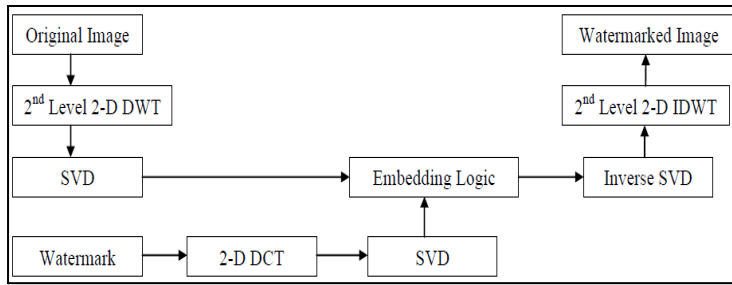 Original Image
Watermarked Image
2nd Level 2-D DWT
2nd Level 2-D IDWT
SVD
Embedding Logic
Inverse SVD
Watermark
2-D DCT
SVD